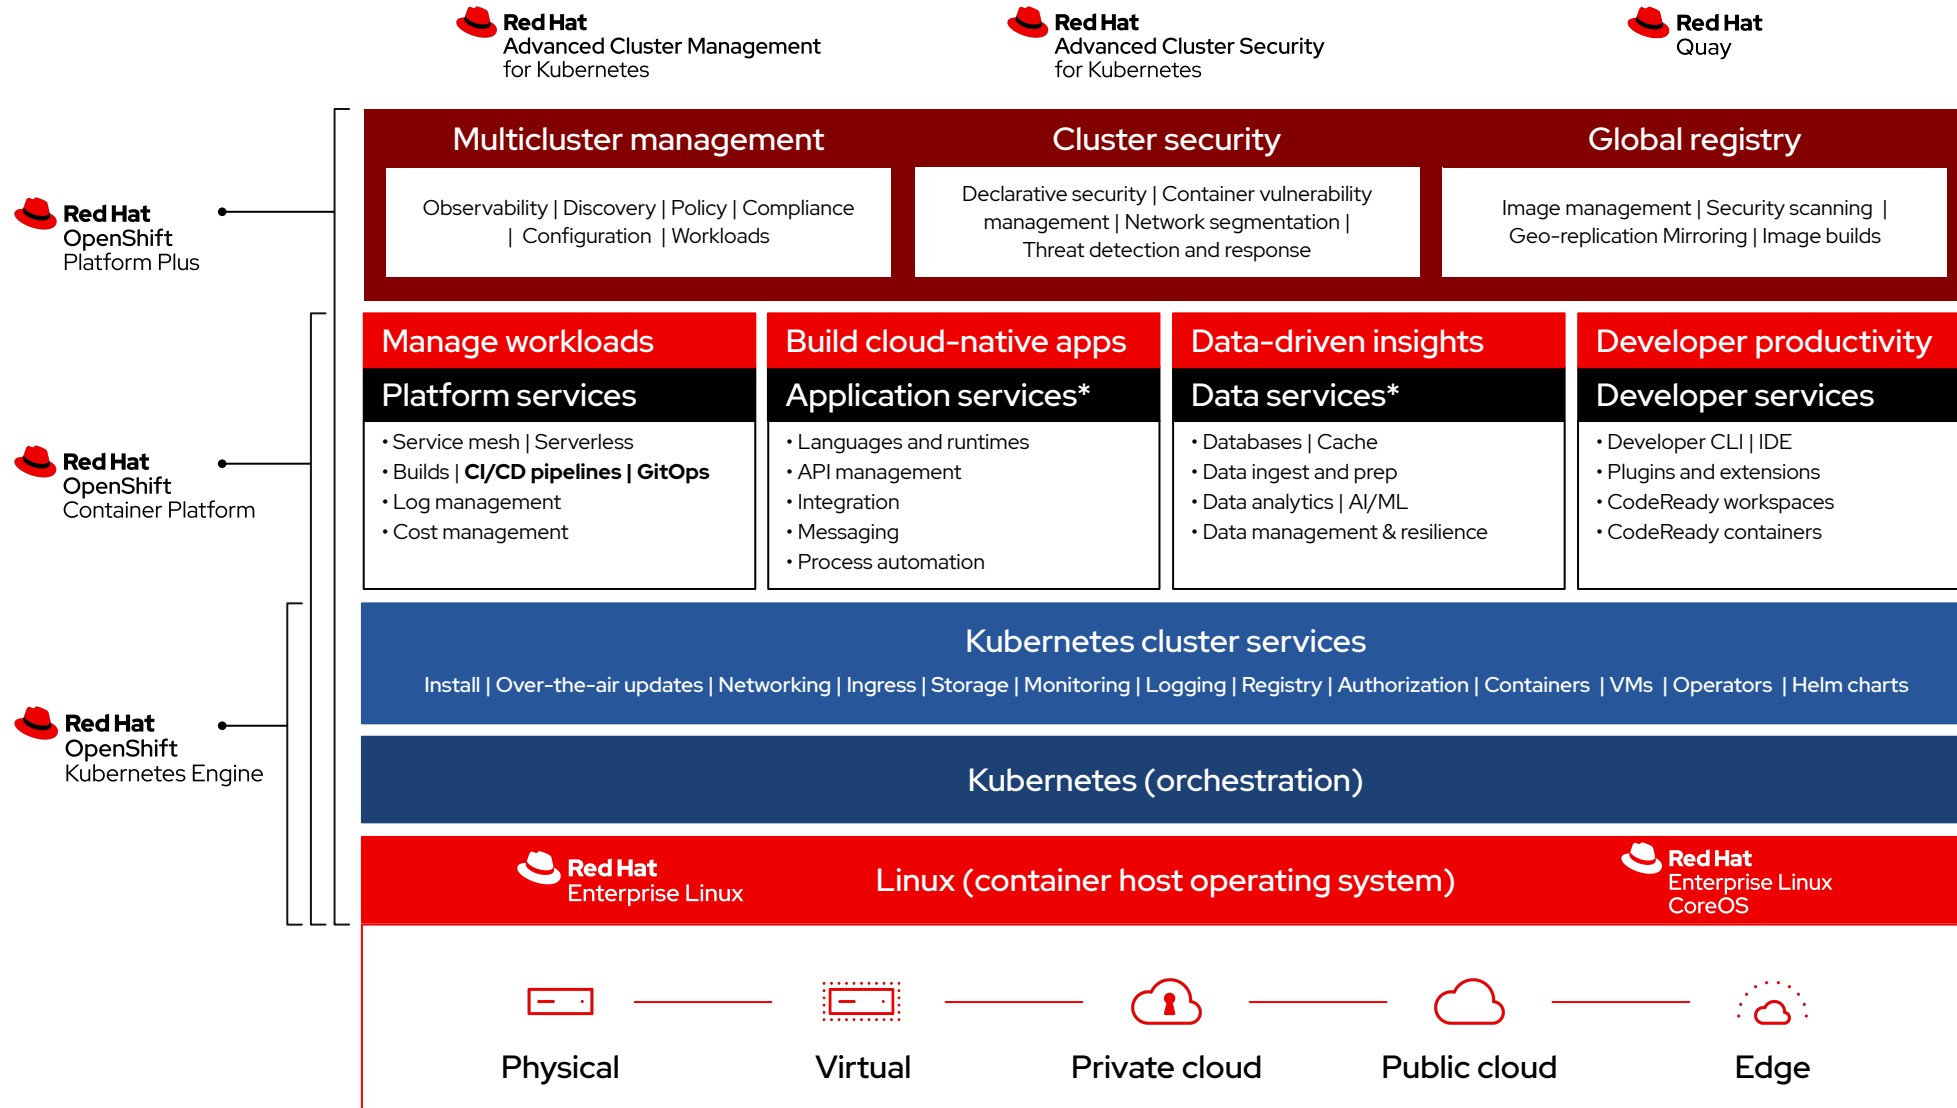 Red Hat
Advanced Cluster Management
for Kubernetes
Red Hat
Advanced Cluster Security
for Kubernetes
Red Hat
Quay
Red Hat
OpenShift
Platform Plus
Multicluster management
Observability | Discovery | Policy | Compliance
| Configuration | Workloads
Cluster security
Declarative security | Container vulnerability
management | Network segmentation |
Threat detection and response
Global registry
Image management | Security scanning |
Geo-replication Mirroring | Image builds
Red Hat
OpenShift
Container Platform
Manage workloads
Platform services
• Service mesh | Serverless
• Builds | CI/CD pipelines | GitOps
• Log management
• Cost management
Build cloud-native apps
Application services*
• Languages and runtimes
• API management
• Integration
• Messaging
• Process automation
Data-driven insights
Data services*
• Databases | Cache
• Data ingest and prep
• Data analytics | AI/ML
• Data management & resilience
Developer productivity
Developer services
• Developer CLI | IDE
• Plugins and extensions
• CodeReady workspaces
• CodeReady containers
Red Hat
OpenShift
Kubernetes Engine
Kubernetes cluster services
Install | Over-the-air updates | Networking | Ingress | Storage | Monitoring | Logging | Registry | Authorization | Containers | VMs | Operators | Helm charts
Kubernetes (orchestration)
Red Hat
Enterprise Linux
Linux (container host operating system)
Red Hat
Enterprise Linux
CoreOS
Physical
Virtual
Private cloud
Public cloud
Edge